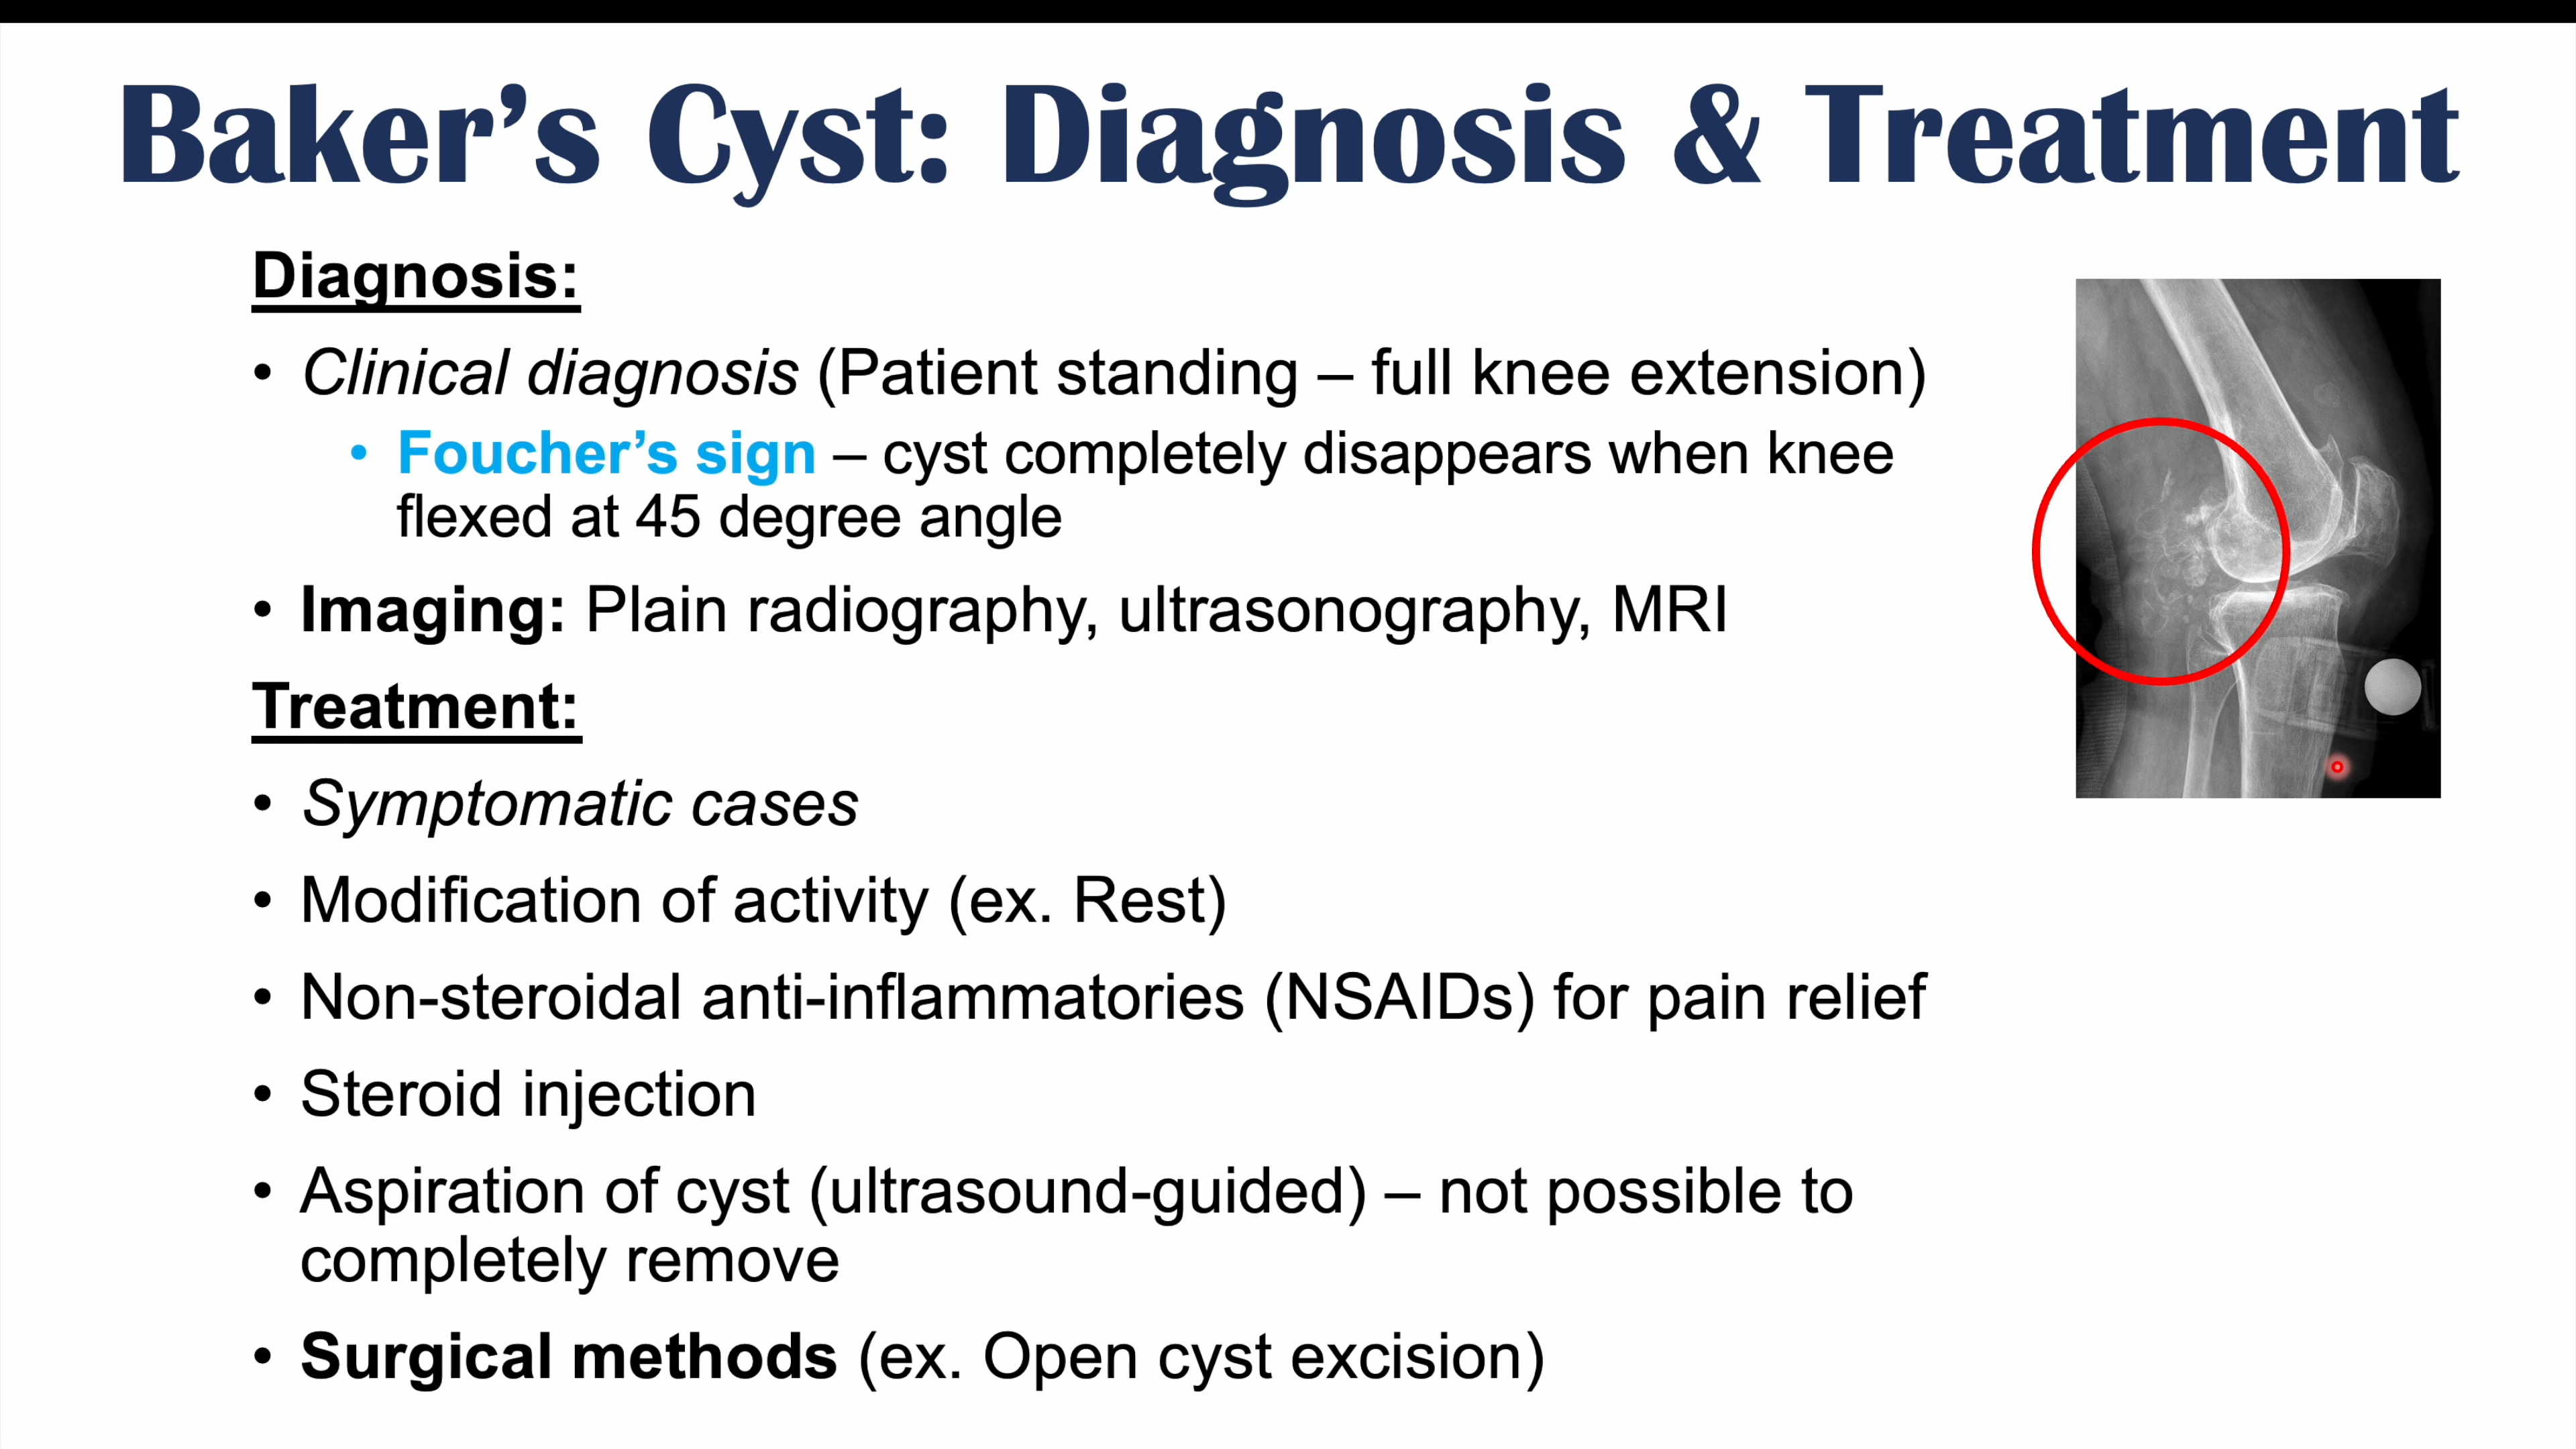 Baker’s Cyst: Diagnosis & Treatment
Diagnosis:
• Clinical diagnosis (Patient standing – full knee extension)
• Foucher’s sign – cyst completely disappears when knee
flexed at 45 degree angle
• Imaging: Plain radiography, ultrasonography, MRI
Treatment:
• Symptomatic cases
• Modification of activity (ex. Rest)
• Non-steroidal anti-inflammatories (NSAIDs) for pain relief
• Steroid injection
• Aspiration of cyst (ultrasound-guided) – not possible to
completely remove
• Surgical methods (ex. Open cyst excision)